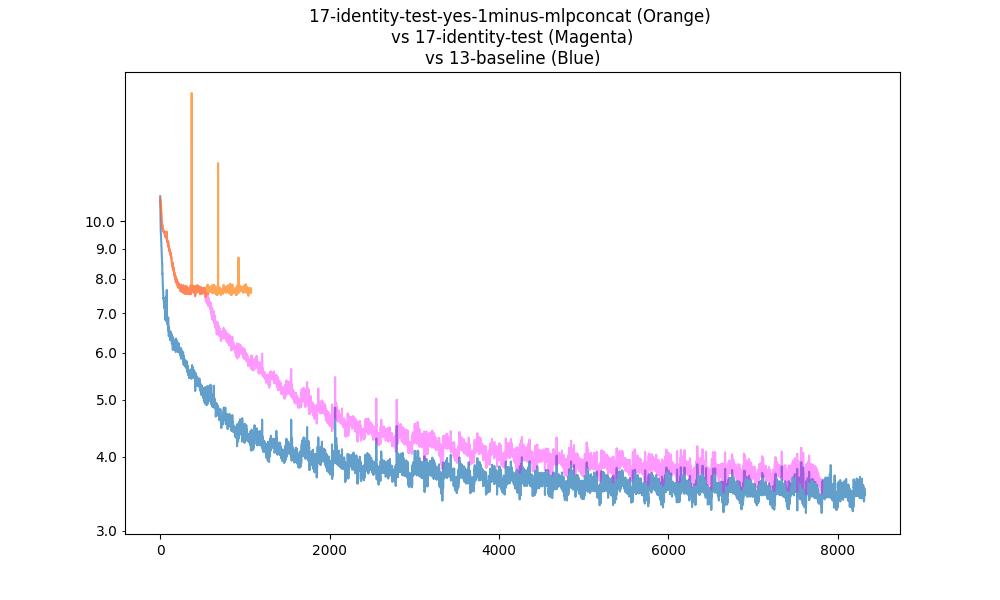 17-identity-test-yes-1minus-mlpconcat (Orange)
vs 17-identity-test (Magenta)
vs 13-baseline (Blue)
10.0
9.0
8.0
7.0
6.0
5.0
4.0
3.0
0 2000 4000 6000 8000